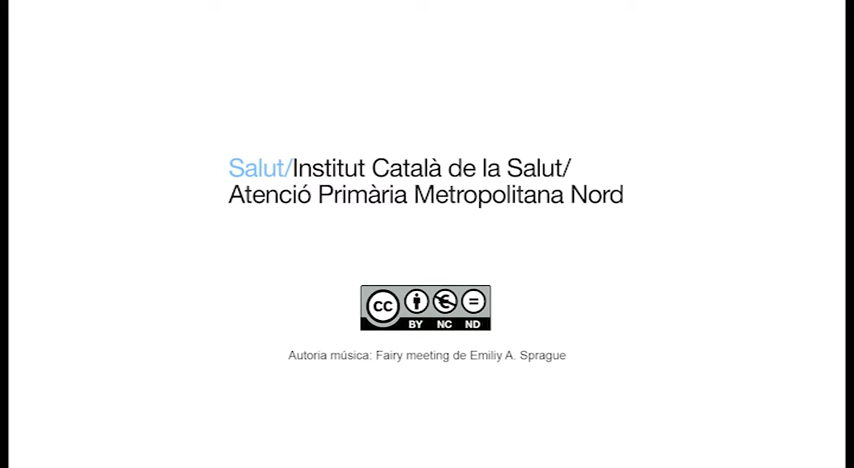 Salut/Institut Català de la Salut/
Atenció Primària Metropolitana Nord
cc
BY NC ND
Autoria música: Fairy meeting de Emiliy A. Sprague